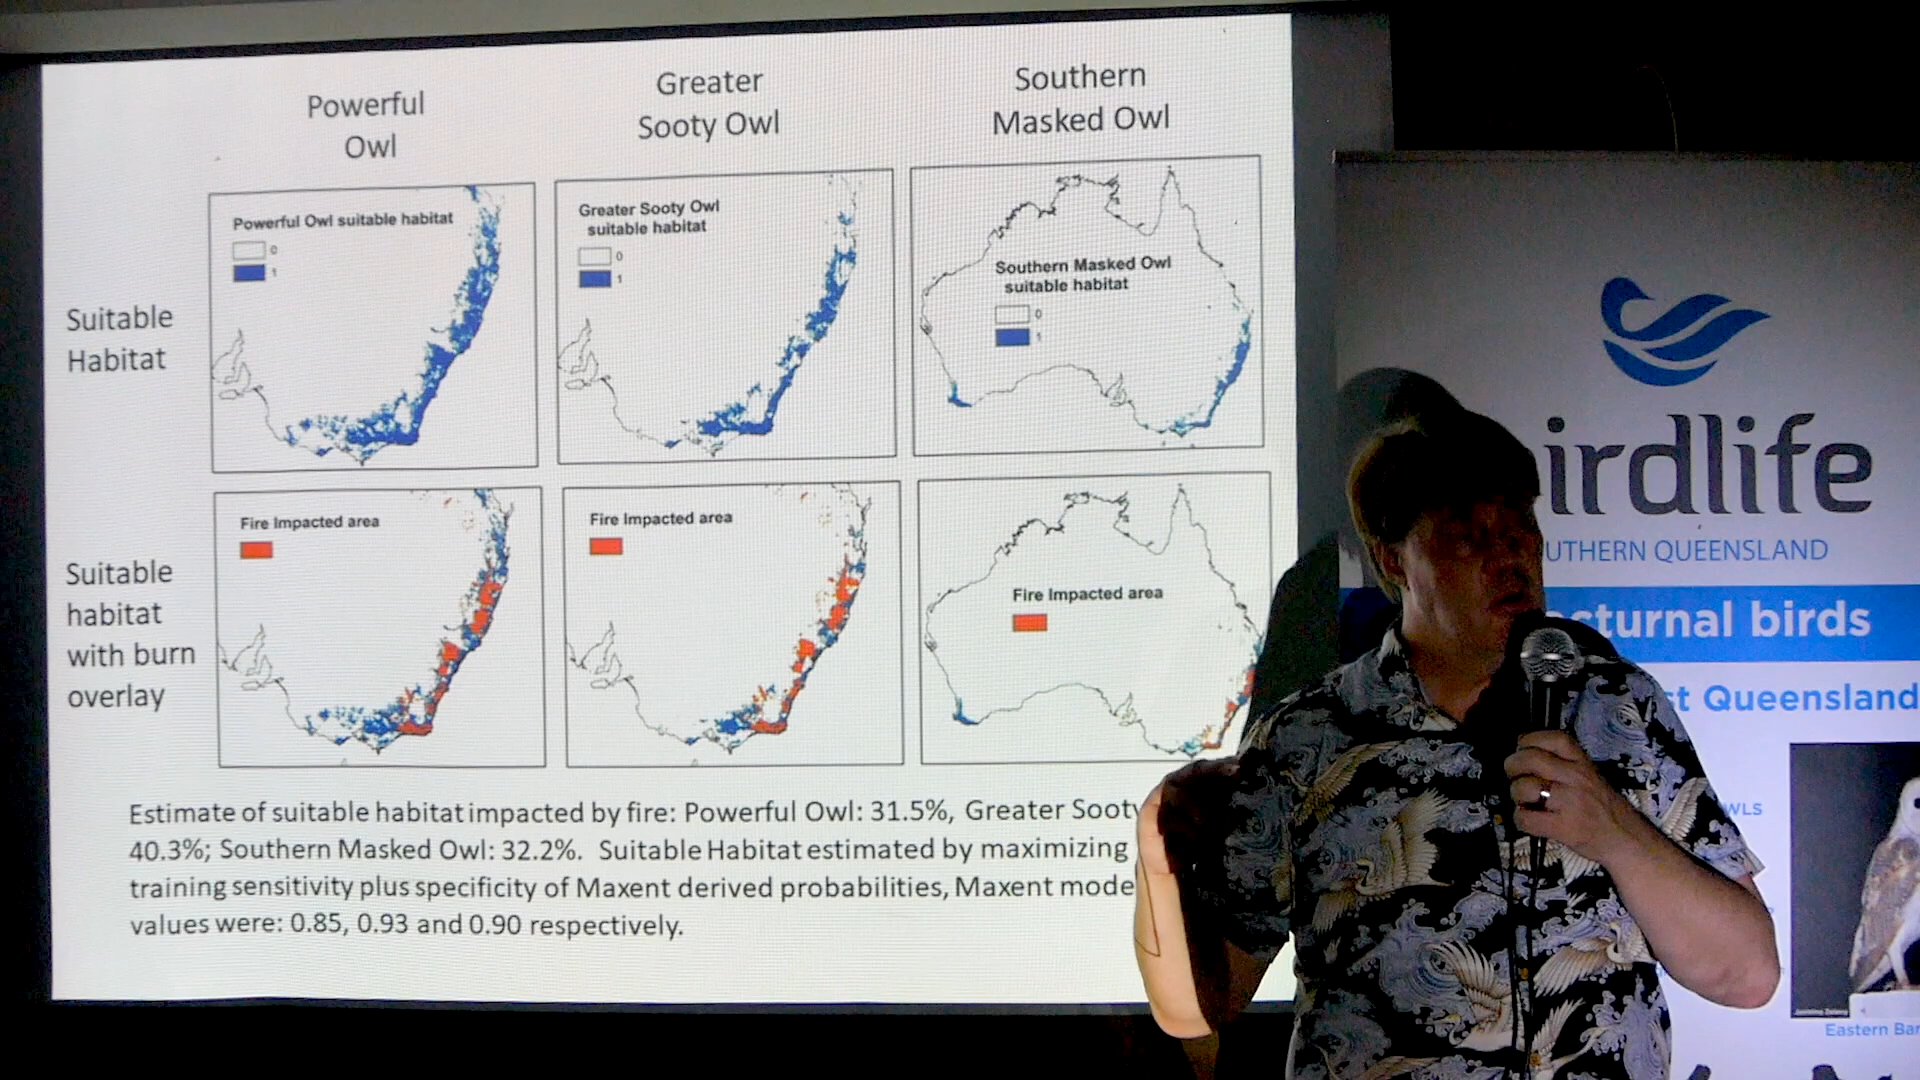 Powerful
Owl
Greater
Sooty Owl
Southern
Masked Owl
Suitable
Habitat
Powerful Owl suitable habitat
0
1
Greater Sooty Owl
suitable habitat
0
1
Southern Masked Owl
suitable habitat
0
1
Suitable
habitat
with burn
overlay
Fire Impacted area
Fire Impacted area
Fire Impacted area
Estimate of suitable habitat impacted by fire: Powerful Owl: 31.5%, Greater Sooty
40.3%; Southern Masked Owl: 32.2%. Suitable Habitat estimated by maximizing
training sensitivity plus specificity of Maxent derived probabilities, Maxent mode
values were: 0.85, 0.93 and 0.90 respectively.
irdlife
UTHERN QUEENSLAND
cturnal birds
st Queensland
WLS
Eastern Bar